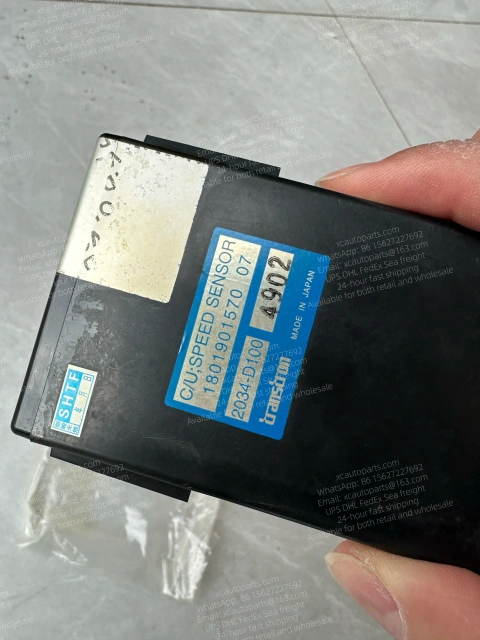 C/U;SPEED SENSOR
1801901570 07
2034-D100
4902
transtron
MADE IN JAPAN
SHTF
xcautoparts.com
WhatsApp: 86 15627227692
Email: xcautoparts@163.com
UPS DHL FedEx Sea freight
24-hour fast shipping
Available for both retail and wholesale